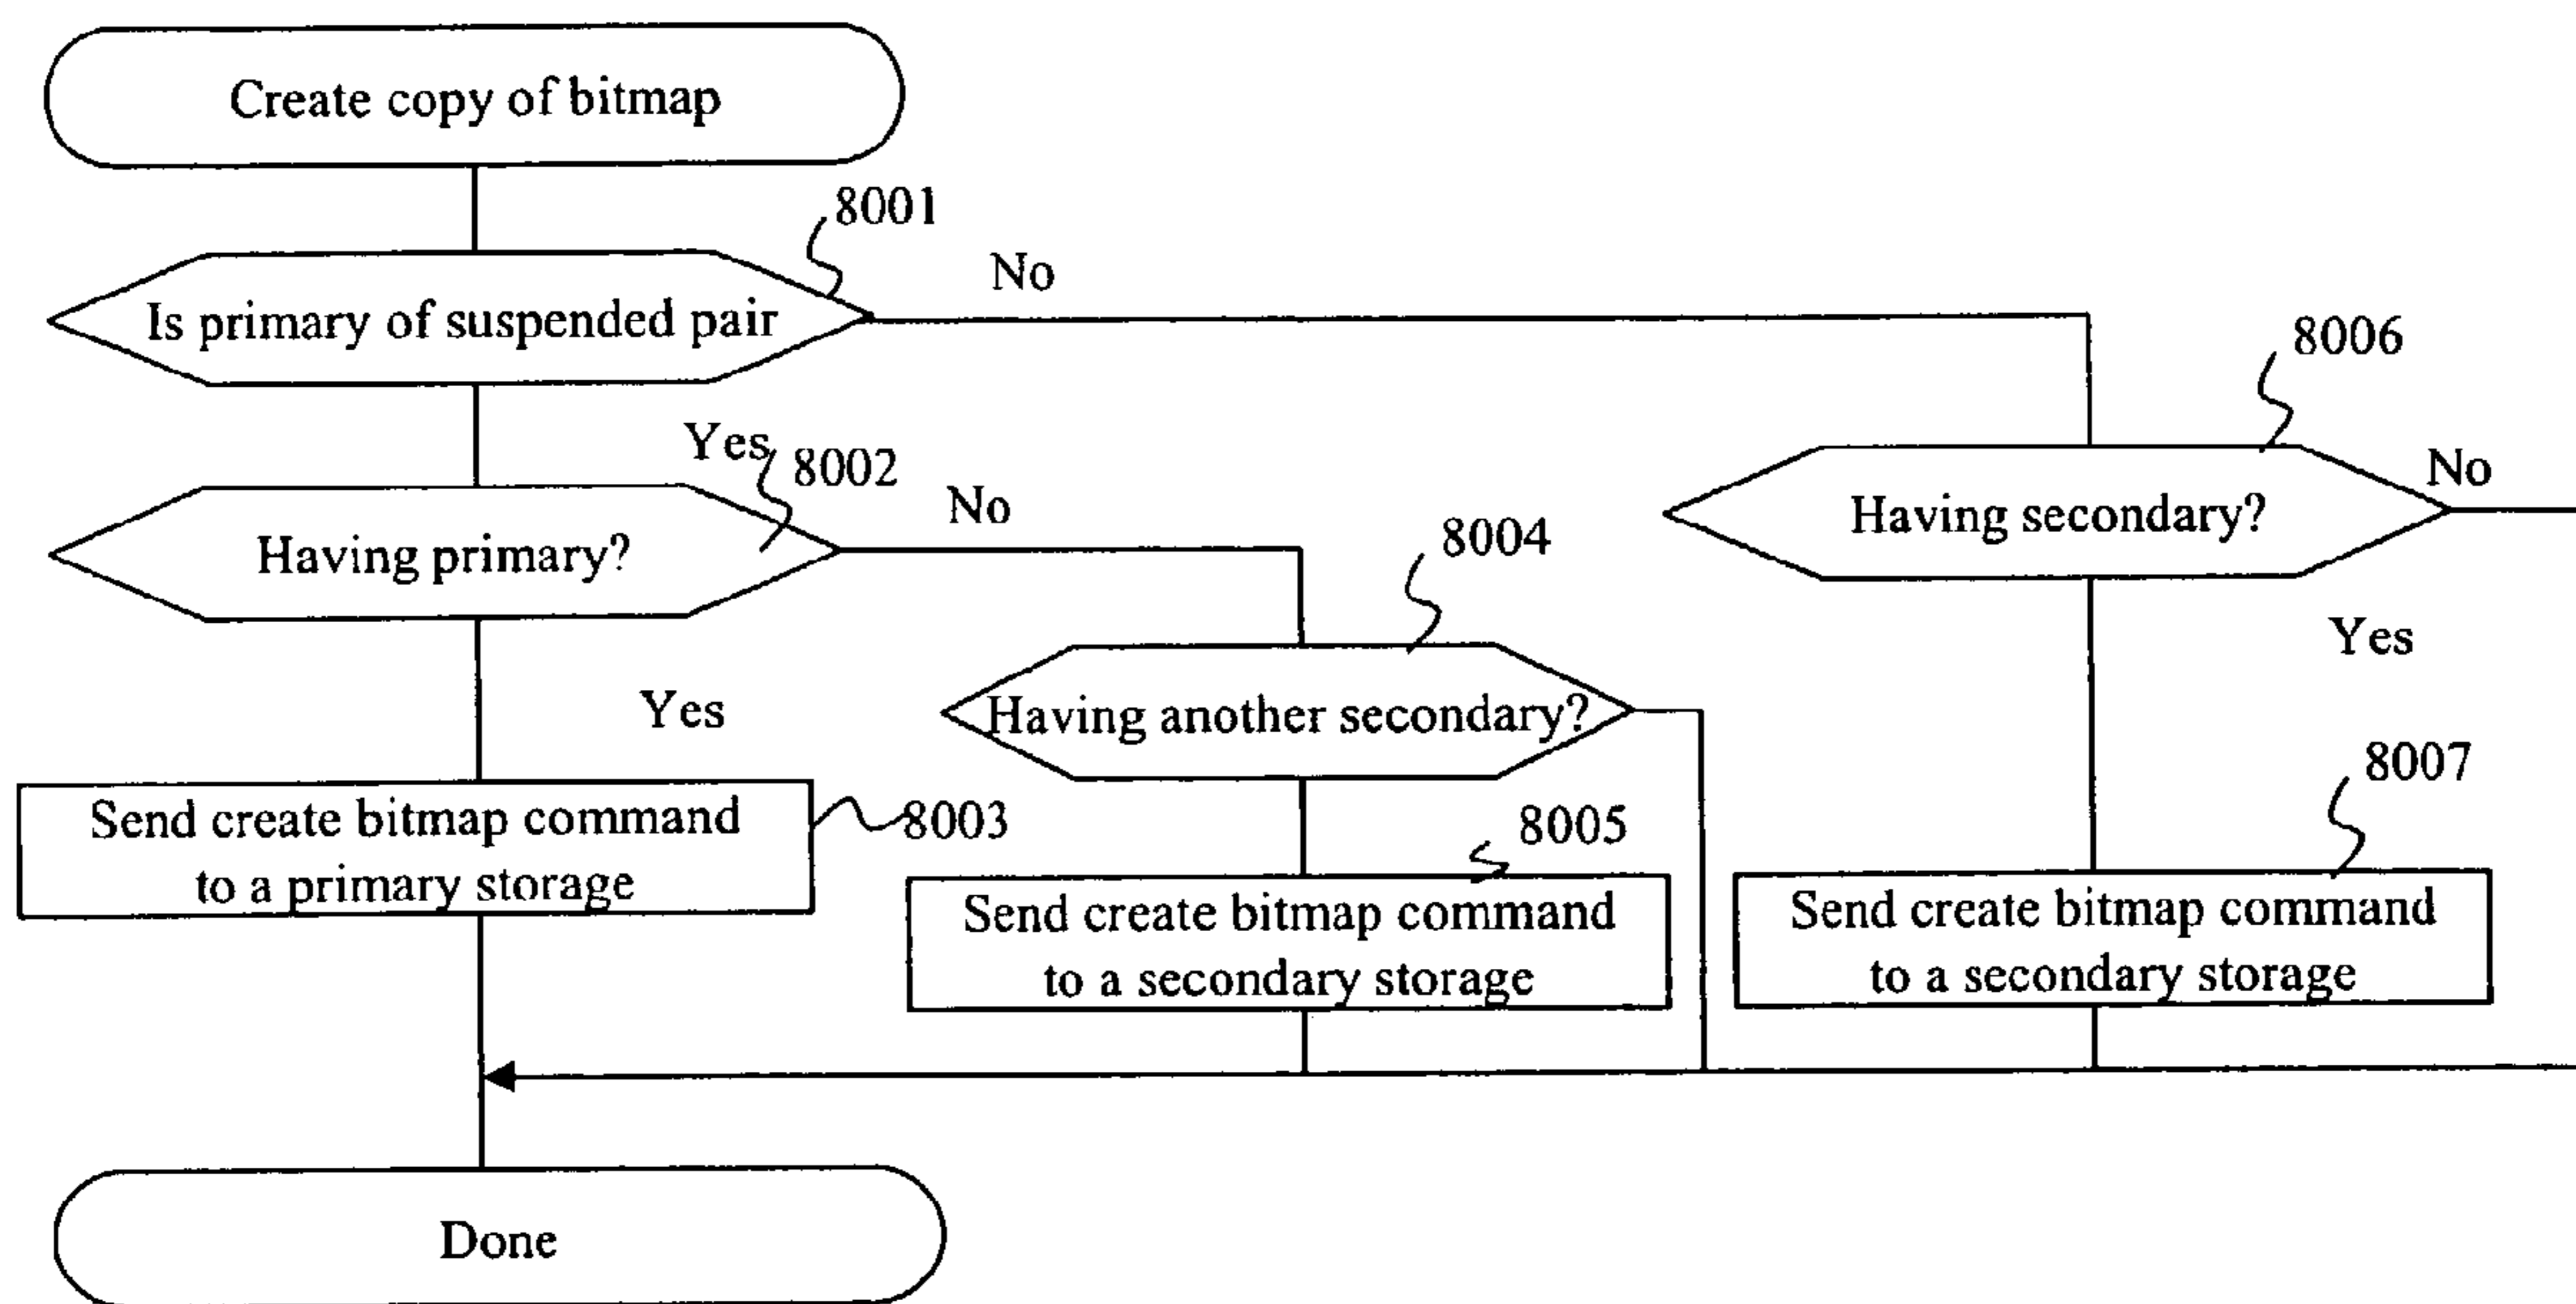 Create copy of bitmap
8001
No
Is primary of suspended pair
8006
Yes
8002
No
No
Having primary?
Having secondary?
8004
Yes
Yes
Having another secondary?
8007
Send create bitmap command
to a primary storage
8003
8005
Send create bitmap command
to a secondary storage
Send create bitmap command
to a secondary storage
Done